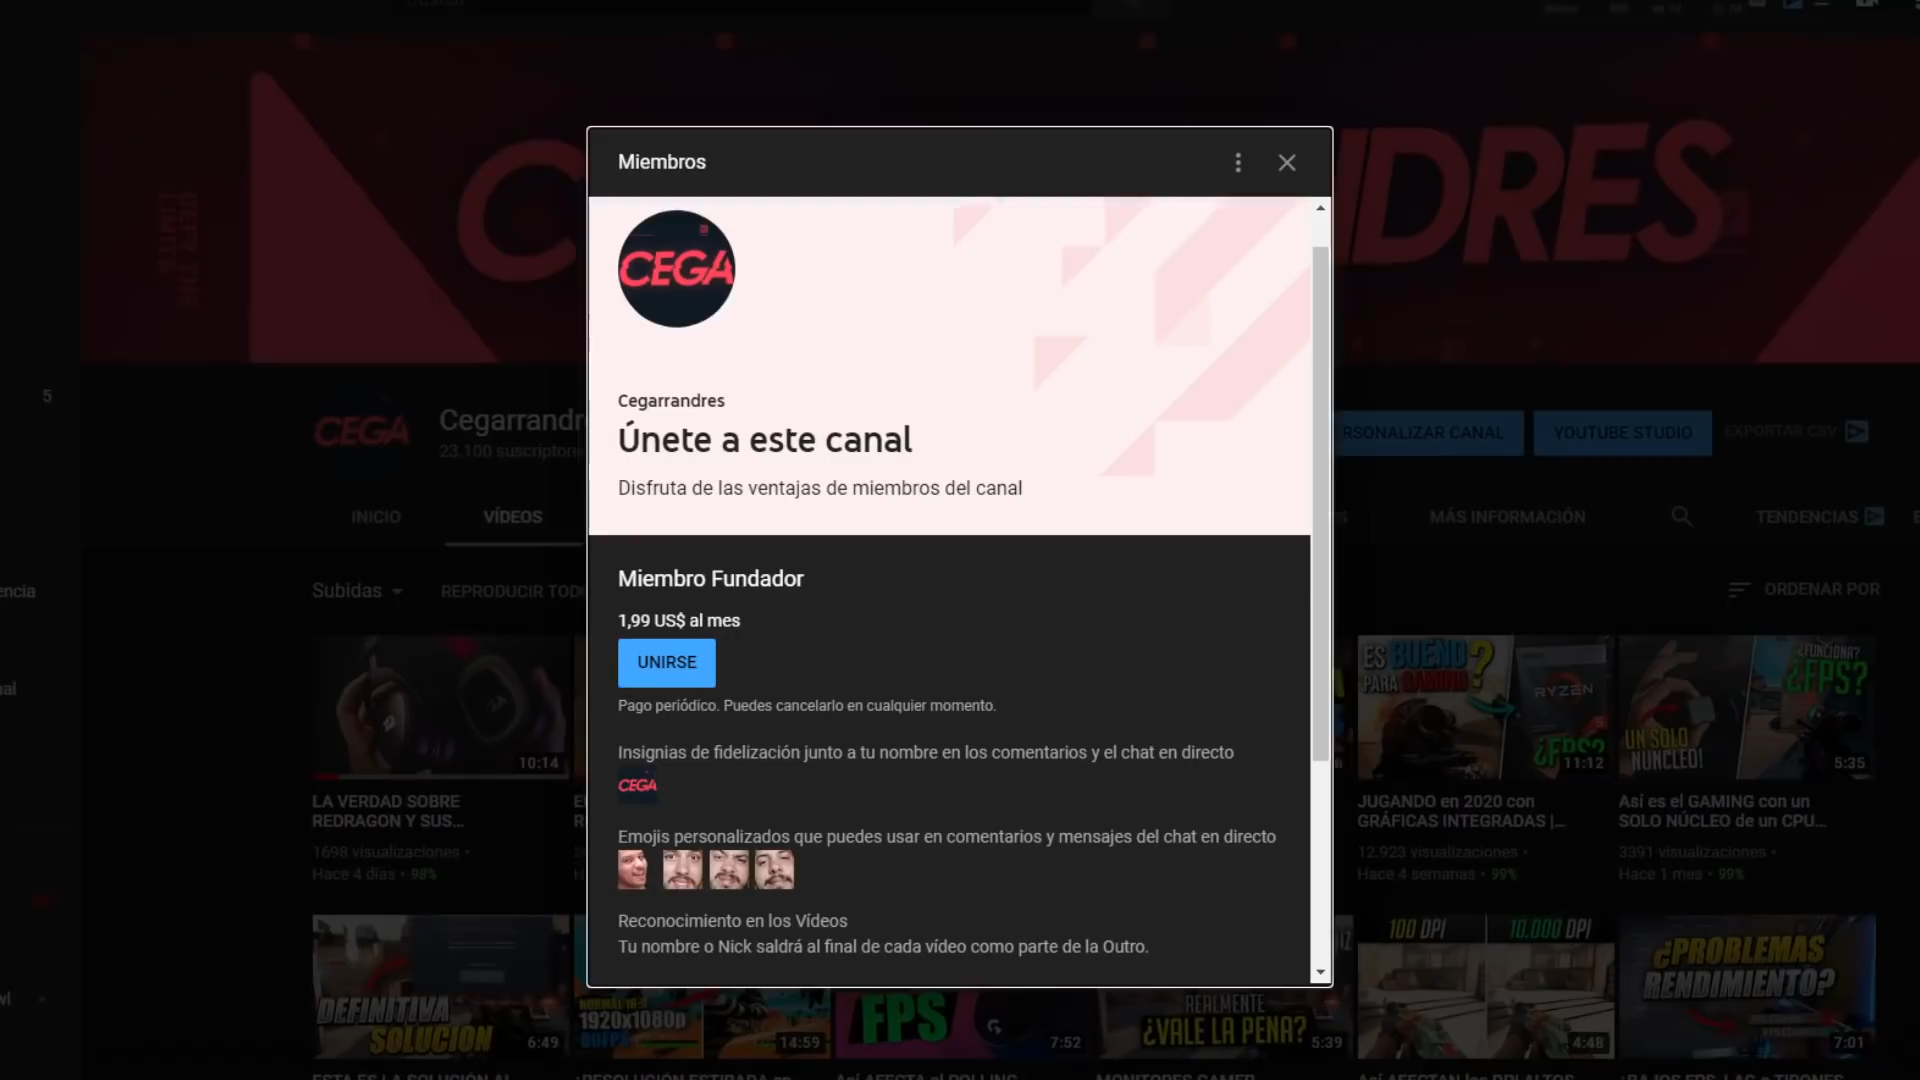 Miembros
CEGA
Cegarrandres
Únete a este canal
Disfruta de las ventajas de miembros del canal
Miembro Fundador
1,99 US$ al mes
UNIRSE
Pago periódico. Puedes cancelarlo en cualquier momento.
Insignias de fidelización junto a tu nombre en los comentarios y el chat en directo
CEGA
Emojis personalizados que puedes usar en comentarios y mensajes del chat en directo
Reconocimiento en los Vídeos
Tu nombre o Nick saldrá al final de cada vídeo como parte de la Outro.
NDRES
5
CEGA
Cegarrandr
23.100 suscriptor
RSONALIZAR CANAL
YOUTUBE STUDIO
EXPORTAR CSV
INICIO
VÍDEOS
MÁS INFORMACIÓN
TENDENCIAS
Subidas
REPRODUCIR TOD
ORDENAR POR
10:14
LA VERDAD SOBRE
REDRAGON Y SUS...
1698 visualizaciones •
Hace 4 días • 98%
ES BUENO?
PARA GAMING
RYZEN
¿FPS?
11:12
JUGANDO en 2020 con
GRÁFICAS INTEGRADAS |...
12.923 visualizaciones •
Hace 4 semanas • 99%
¿FUNCIONA?
¿FPS?
UN SOLO
NUNCLEO!
5:35
Así es el GAMING con un
SOLO NÚCLEO de un CPU...
3391 visualizaciones •
Hace 1 mes • 99%
DEFINITIVA
SOLUCIÓN
6:49
NORMAL 16:9
1920x1080p
14:59
FPS
7:52
REALMENTE
¿VALE LA PENA?
5:39
100 DPI
10.000 DPI
4:48
¿PROBLEMAS
RENDIMIENTO?
7:01